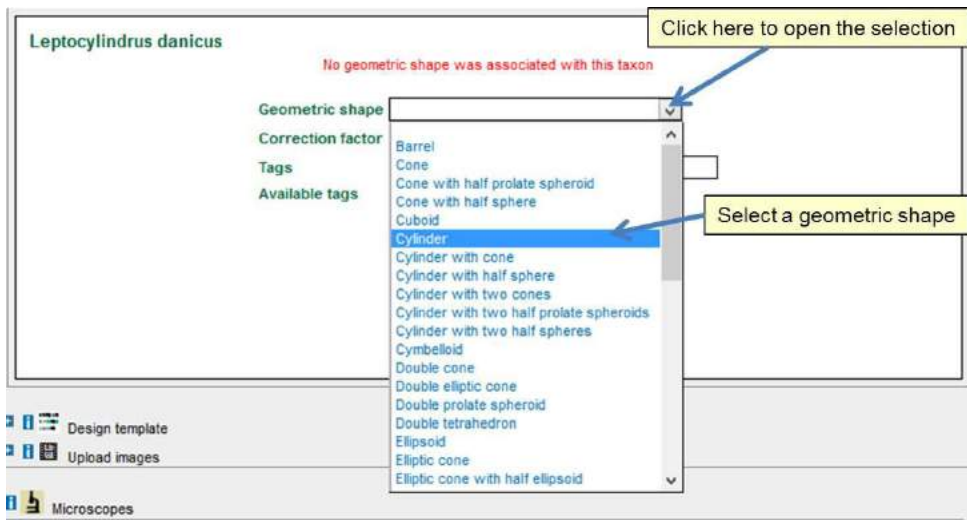 Click here to open the selection
Leptocylindrus danicus
No geometric shape was associated with this taxon
Geometric shape
Correction factor
Tags
Available tags
Barrel
Cone
Cone with half prolate spheroid
Cone with half sphere
Cuboid
Select a geometric shape
Cylinder
Cylinder with cone
Cylinder with half sphere
Cylinder with two cones
Cylinder with two half prolate spheroids
Cylinder with two half spheres
Cymbelloid
Double cone
Double elliptic cone
Double prolate spheroid
Double tetrahedron
Ellipsoid
Elliptic cone
Elliptic cone with half ellipsoid
Design template
Upload images
Microscopes